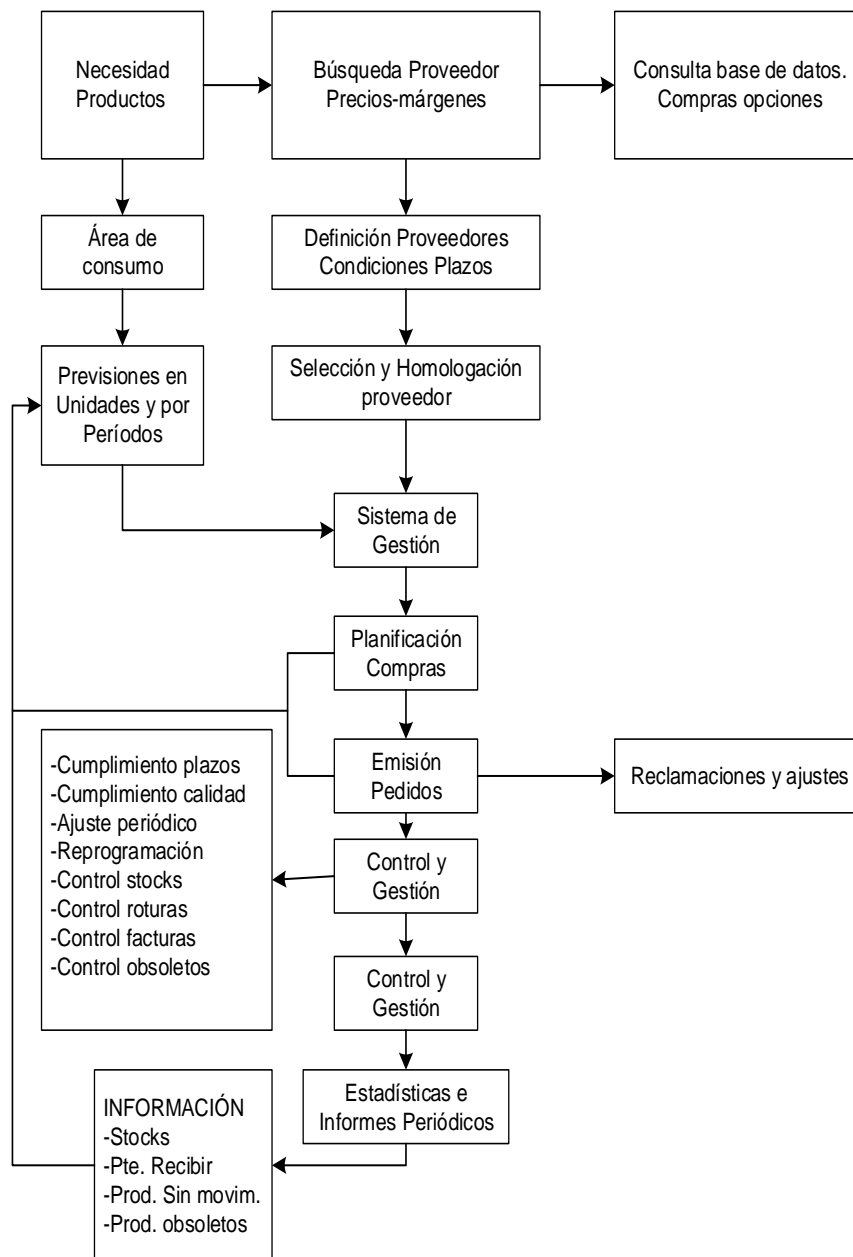 Necesidad
Productos
Búsqueda Proveedor
Precios-márgenes
Consulta base de datos.
Compras opciones
Área de
consumo
Definición Proveedores
Condiciones Plazos
Previsiones en
Unidades y por
Períodos
Selección y Homologación
proveedor
Sistema de
Gestión
Planificación
Compras
Emisión
Pedidos
Reclamaciones y ajustes
-Cumplimiento plazos
-Cumplimiento calidad
-Ajuste periódico
-Reprogramación
-Control stocks
-Control roturas
-Control facturas
-Control obsoletos
Control y
Gestión
Control y
Gestión
Estadísticas e
Informes Periódicos
INFORMACIÓN
-Stocks
-Pte. Recibir
-Prod. Sin movim.
-Prod. obsoletos